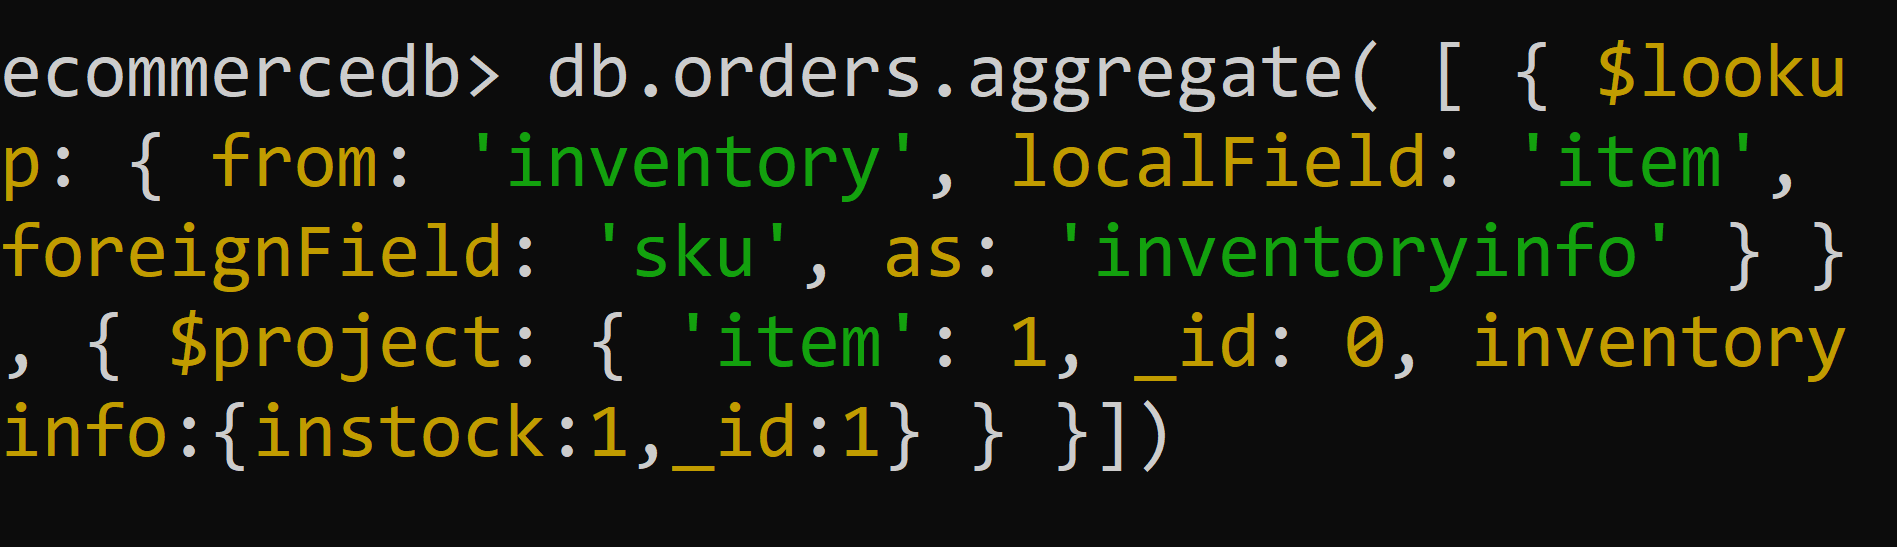 ecommercedb> db.orders.aggregate( [ { $looku
p: { from: 'inventory', localField: 'item',
foreignField: 'sku', as: 'inventoryinfo' } }
, { $project: { 'item': 1, _id: 0, inventory
info:{instock:1,_id:1} } }])